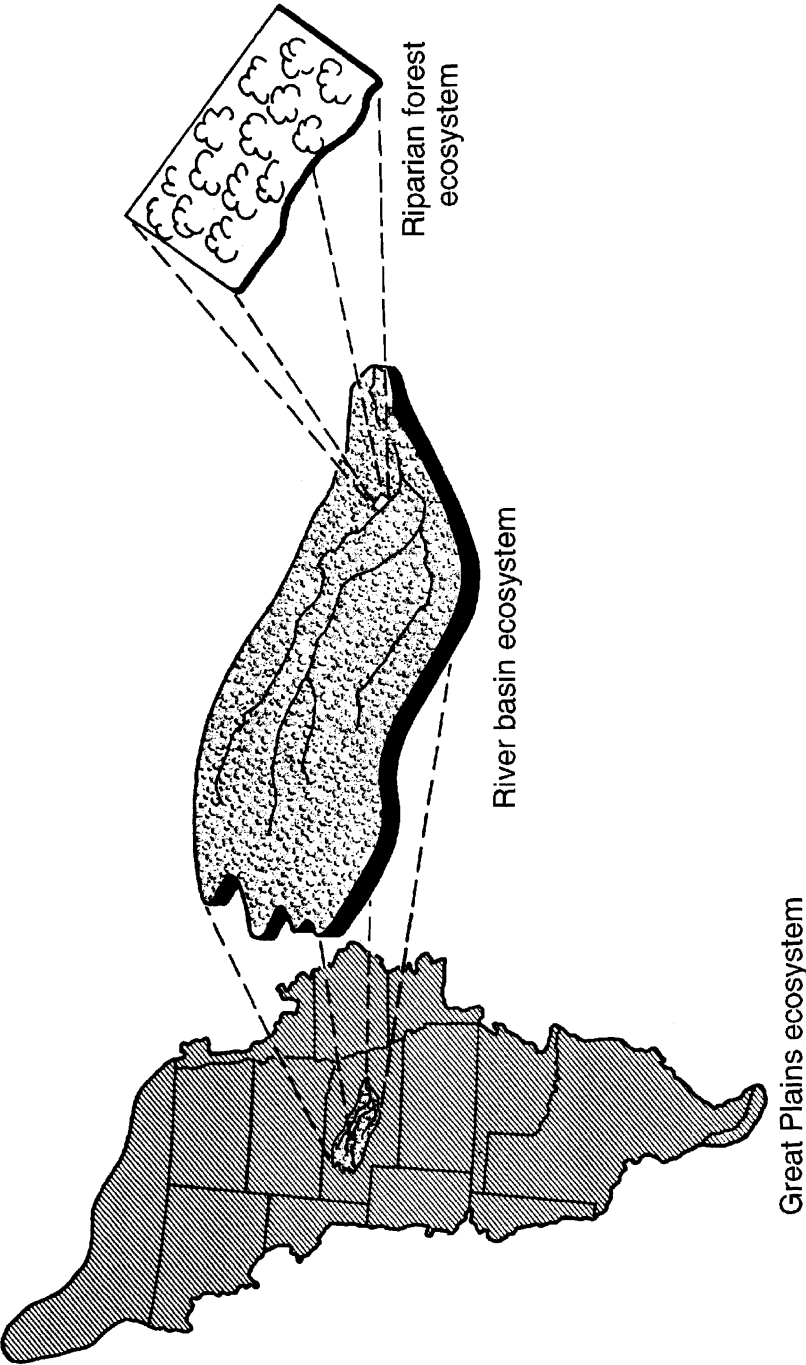 Riparian forest
ecosystem
River basin ecosystem
Great Plains ecosystem